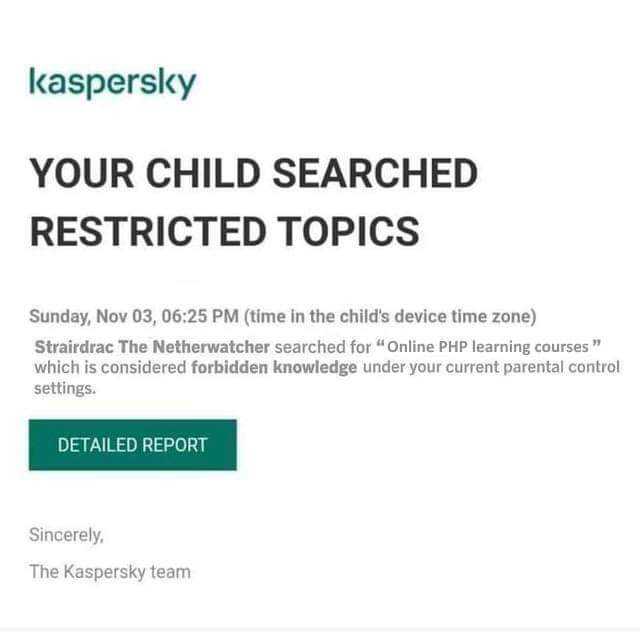 kaspersky
YOUR CHILD SEARCHED
RESTRICTED TOPICS
Sunday, Nov 03, 06:25 PM (time in the child's device time zone)
Strairdrac The Netherwatcher searched for “Online PHP learning courses”
which is considered forbidden knowledge under your current parental control
settings.
DETAILED REPORT
Sincerely,
The Kaspersky team